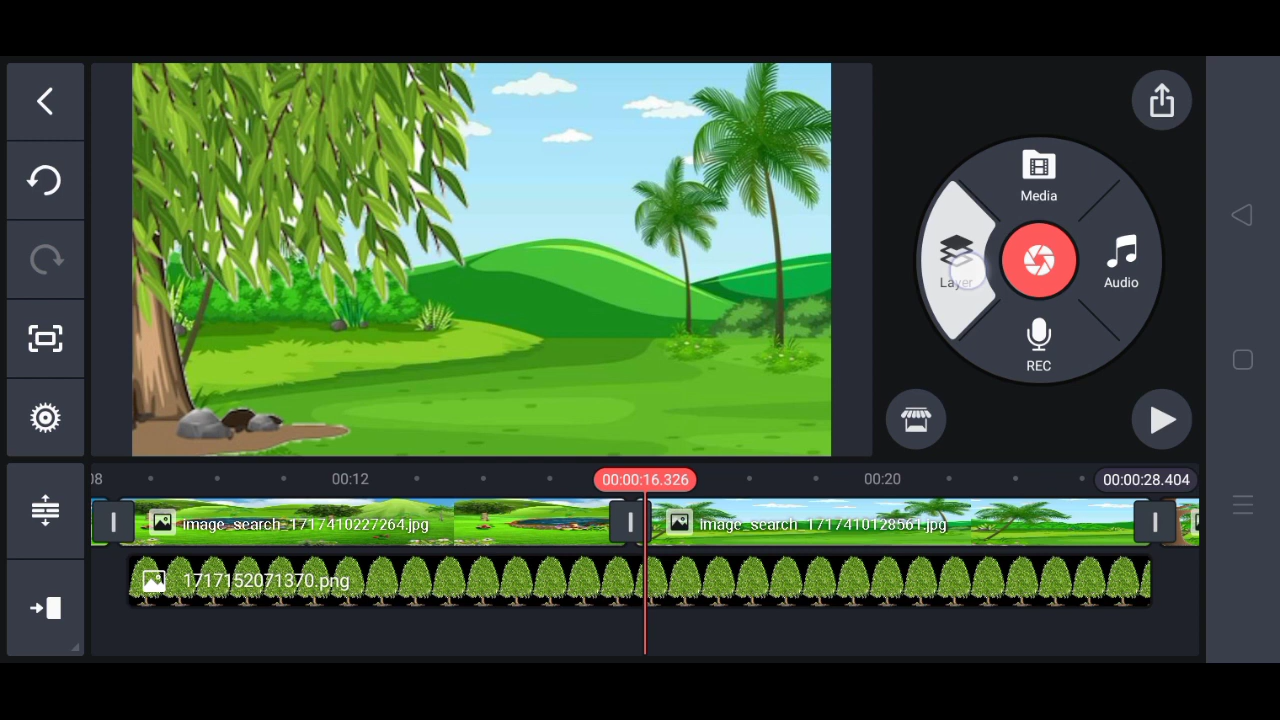 Media
Layer
Audio
REC
08
00:12
00:00:16.326
00:20
00:00:28.404
image_search_1717410227264.jpg
image_search_1717410128561.jpg
1717152071370.png